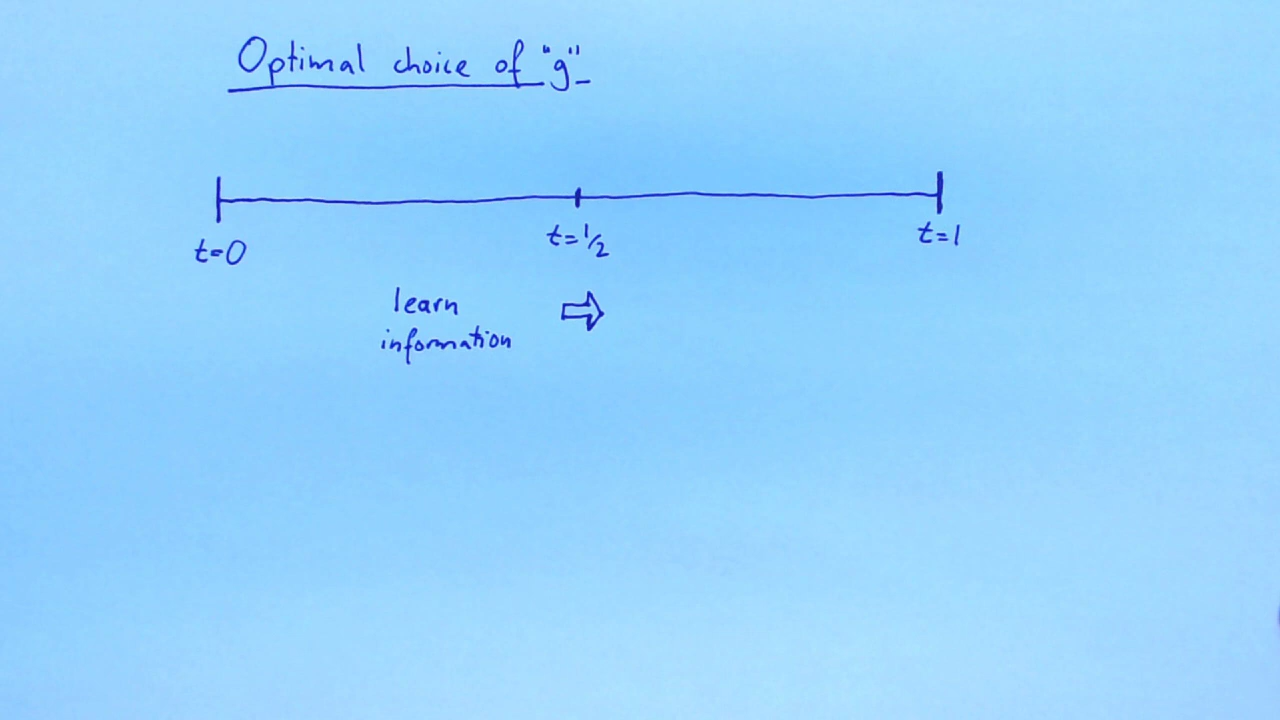 Optimal choice of "g"
t=0 t=1/2 t=1
learn
information ⇨